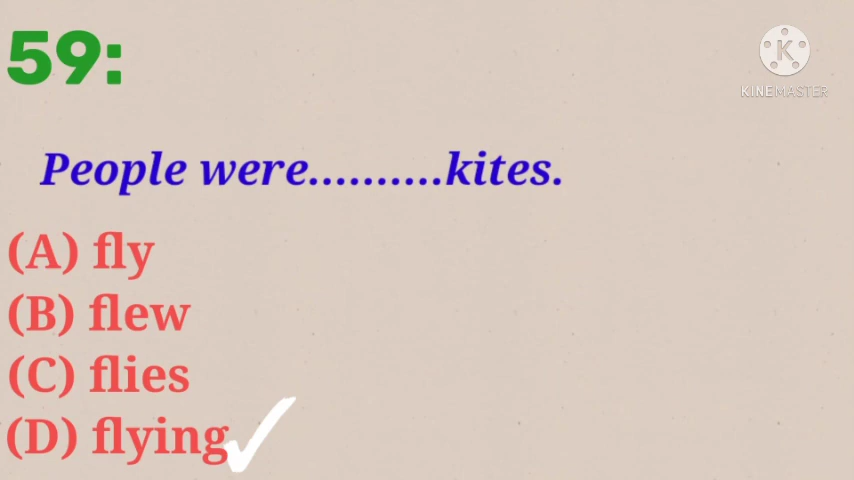 59:
KINEMASTER
People were..........kites.
(A) fly
(B) flew
(C) flies
(D) flying